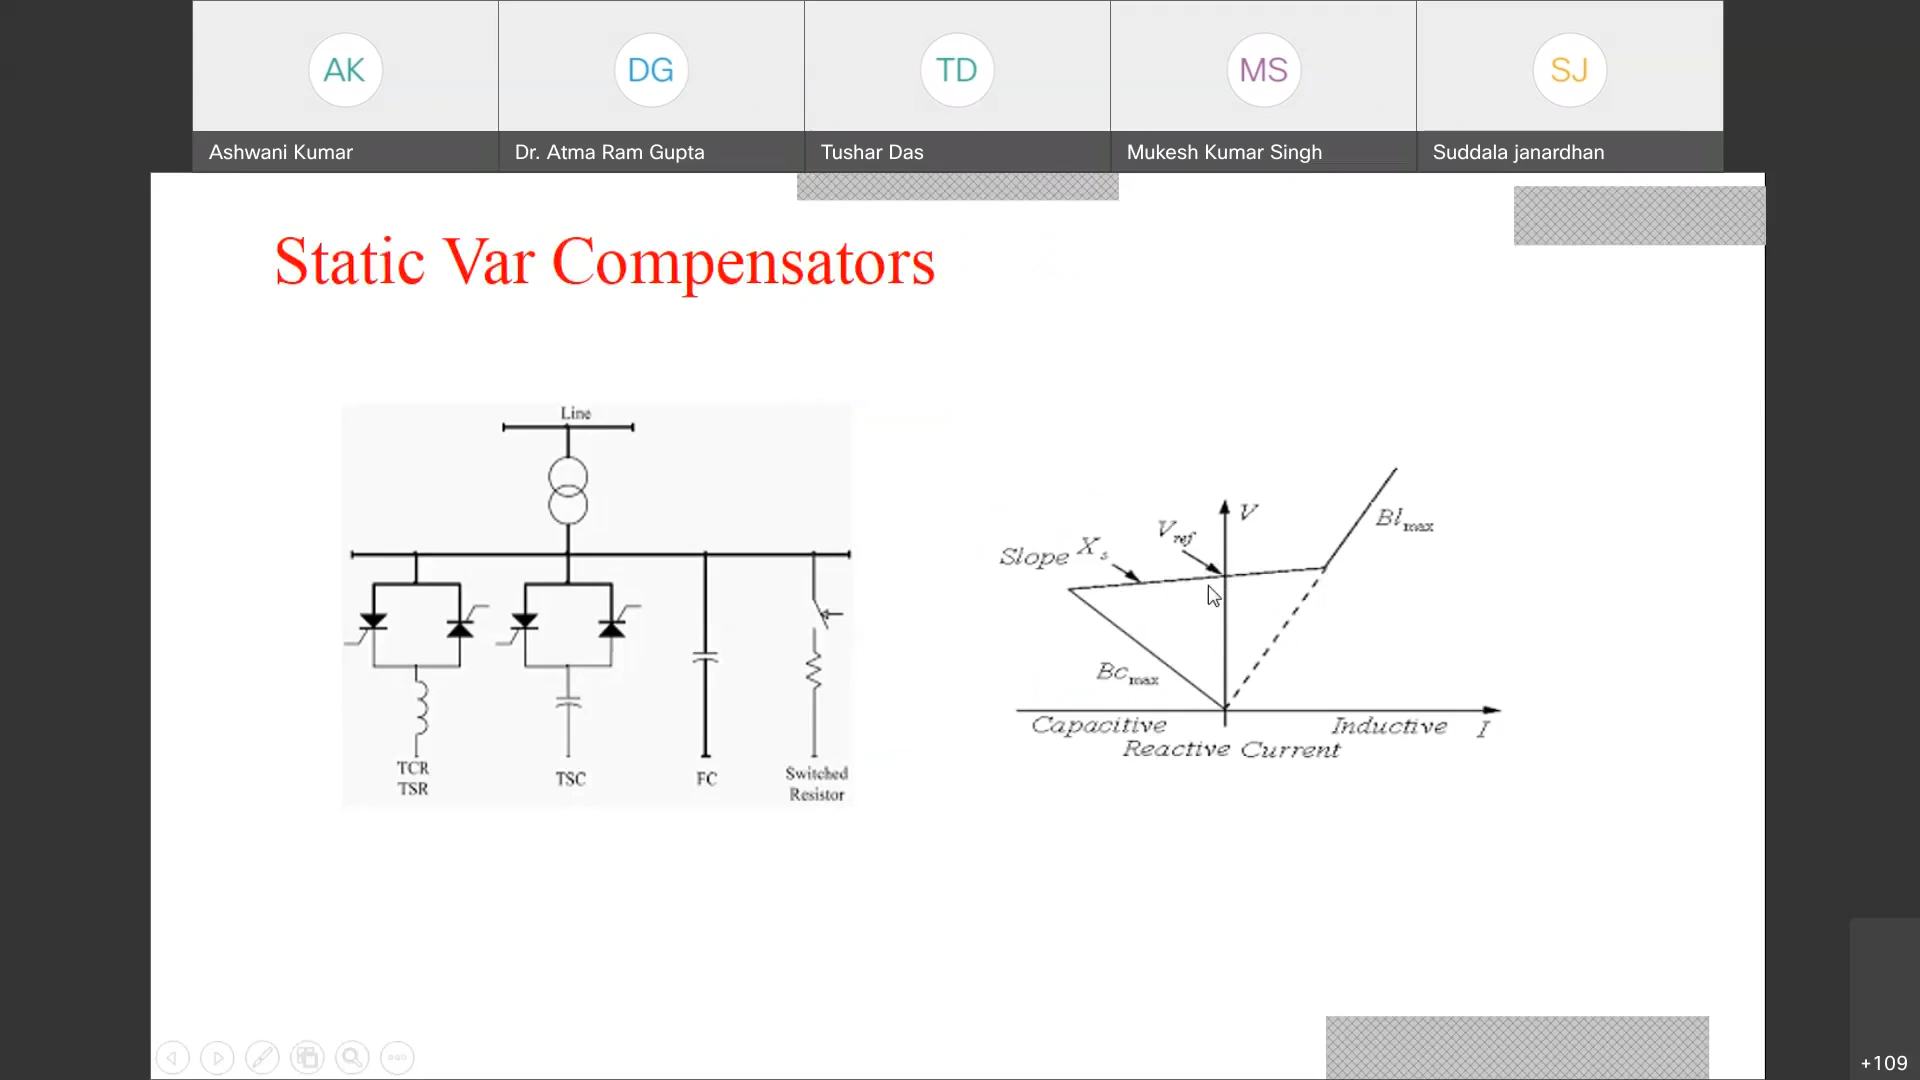 AK
DG
TD
MS
SJ
Ashwani Kumar
Dr. Atma Ram Gupta
Tushar Das
Mukesh Kumar Singh
Suddala janardhan
Static Var Compensators
Line
TCR
TSR
TSC
FC
Switched
Resistor
V
Vref
Slope Xs
Blmax
Bcmax
Capacitive
Inductive
I
Reactive Current
+109